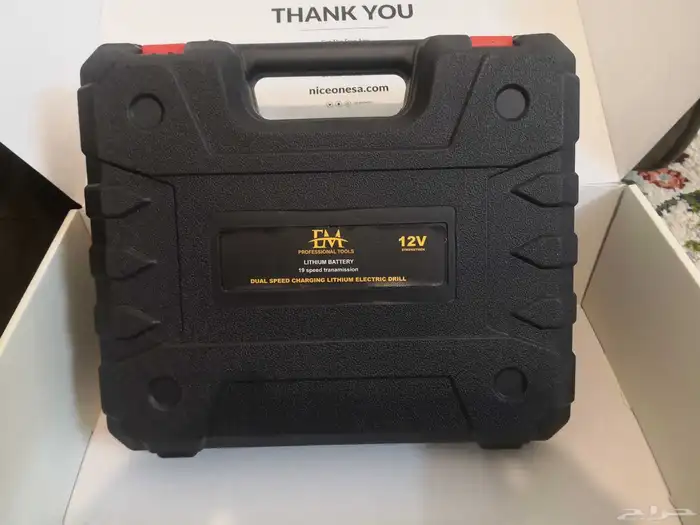 THANK YOU
niceonesa.com
EM
PROFESSIONAL TOOLS
12V
LITHIUM BATTERY
19 speed tranamission
DUAL SPEED CHARGING LITHIUM ELECTRIC DRILL
حراج